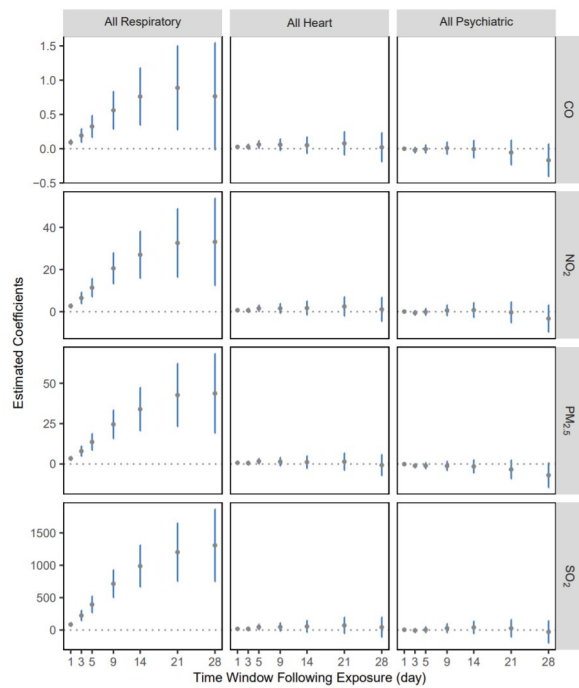 All Respiratory All Heart All Psychiatric
1.5
1.0
0.5
0.0
−0.5
CO
40
20
0
NO2
50
25
0
PM2.5
1500
1000
500
0
SO2
Estimated Coefficients
1 3 5 9 14 21 28 1 3 5 9 14 21 28 1 3 5 9 14 21 28
Time Window Following Exposure (day)